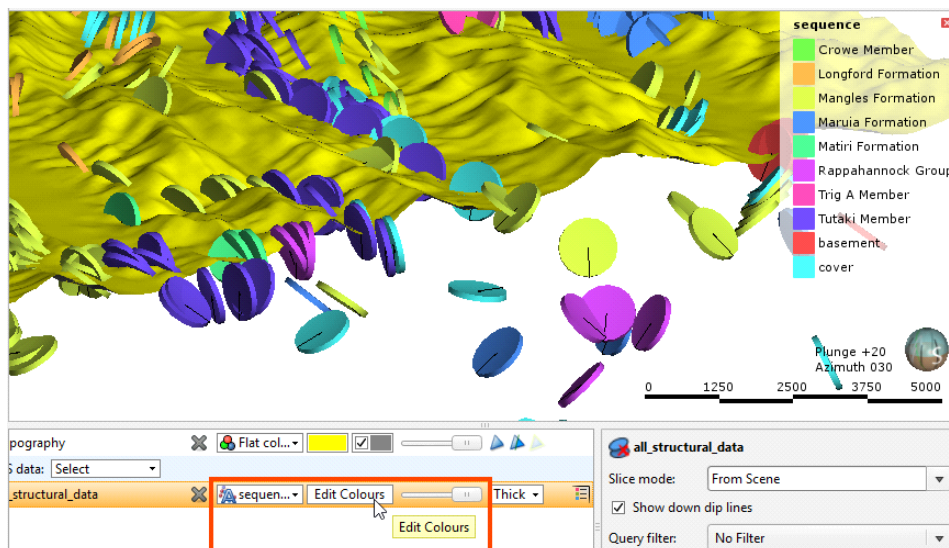 sequence
Crowe Member
Longford Formation
Mangles Formation
Maruia Formation
Matiri Formation
Rappahannock Group
Trig A Member
Tutaki Member
basement
cover
Plunge +20
Azimuth 030
S
0 1250 2500 3750 5000
pography Flat col...
S data: Select
_structural_data sequen... Edit Colours Thick
Edit Colours
all_structural_data
Slice mode: From Scene
Show down dip lines
Query filter: No Filter